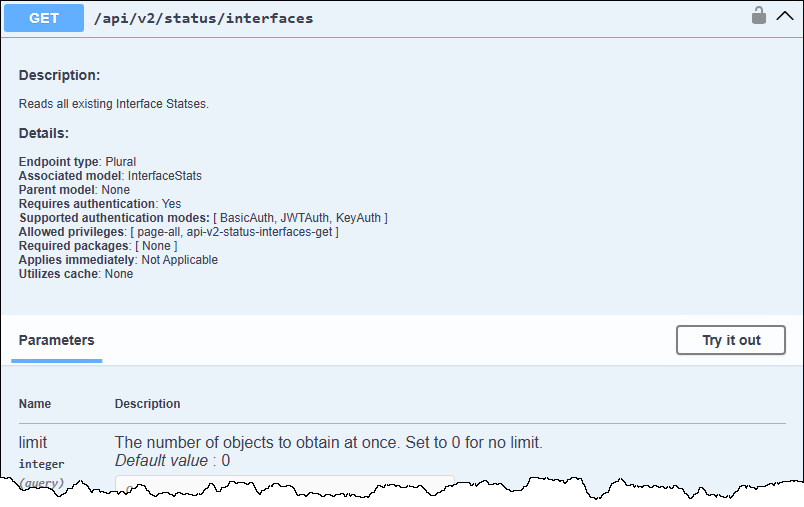 GET /api/v2/status/interfaces
Description:
Reads all existing Interface Statses.
Details:
Endpoint type: Plural
Associated model: InterfaceStats
Parent model: None
Requires authentication: Yes
Supported authentication modes: [ BasicAuth, JWTAuth, KeyAuth ]
Allowed privileges: [ page-all, api-v2-status-interfaces-get ]
Required packages: [ None ]
Applies immediately: Not Applicable
Utilizes cache: None
Parameters
Try it out
Name Description
limit The number of objects to obtain at once. Set to 0 for no limit.
integer Default value : 0
(query)